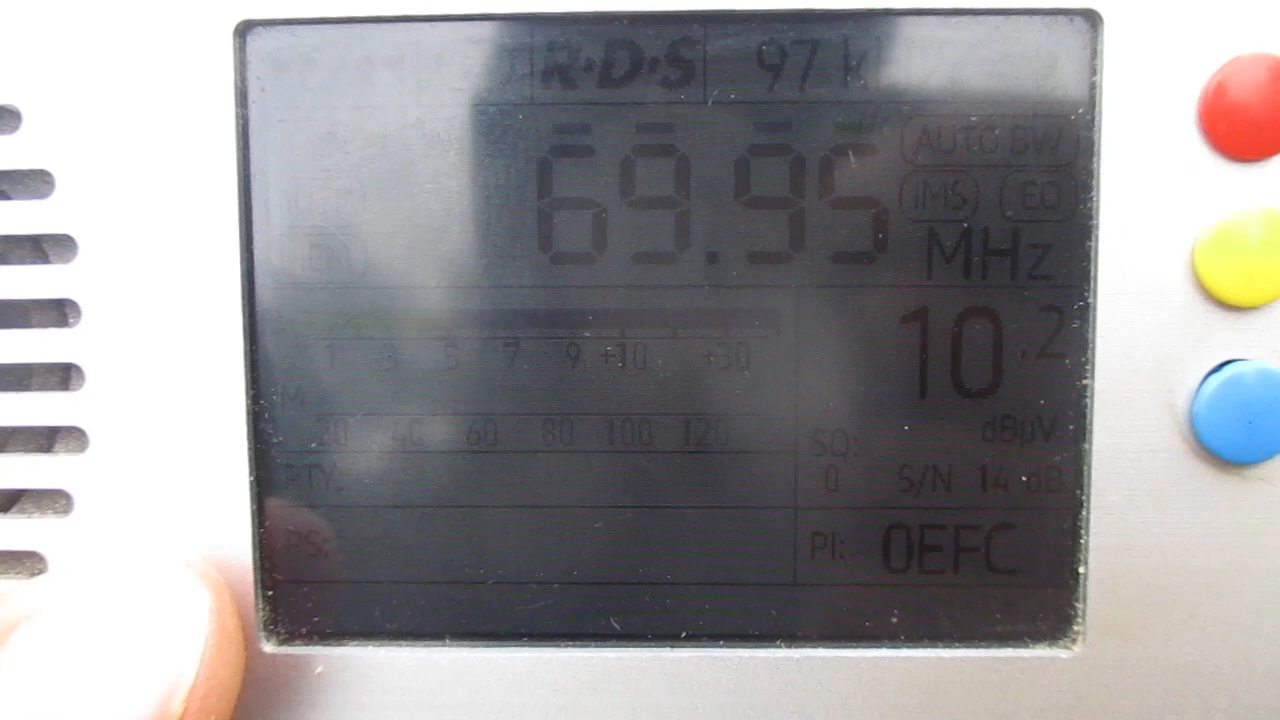 R·D·S 97 k
69.95 AUTO BW
iMS EQ
MHz
1 3 5 7 9 +10 +30
10.2
M
20 40 60 80 100 120 dBµV
SQ:
PTY: 0 S/N 14 dB
PS: PI: 0EFC